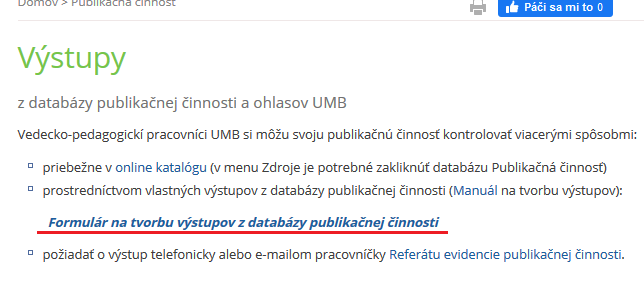 Domov > Publikačná činnosť
Páči sa mi to 0
Výstupy
z databázy publikačnej činnosti a ohlasov UMB
Vedecko-pedagogickí pracovníci UMB si môžu svoju publikačnú činnosť kontrolovať viacerými spôsobmi:
priebežne v online katalógu (v menu Zdroje je potrebné zakliknúť databázu Publikačná činnosť)
prostredníctvom vlastných výstupov z databázy publikačnej činnosti (Manuál na tvorbu výstupov):
Formulár na tvorbu výstupov z databázy publikačnej činnosti
požiadať o výstup telefonicky alebo e-mailom pracovníčky Referátu evidencie publikačnej činnosti.